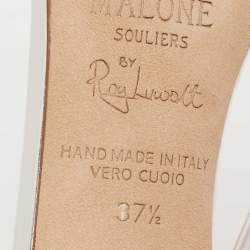 MALONE
SOULIERS
BY
Roy Luwolt
HAND MADE IN ITALY
VERO CUOIO
37½